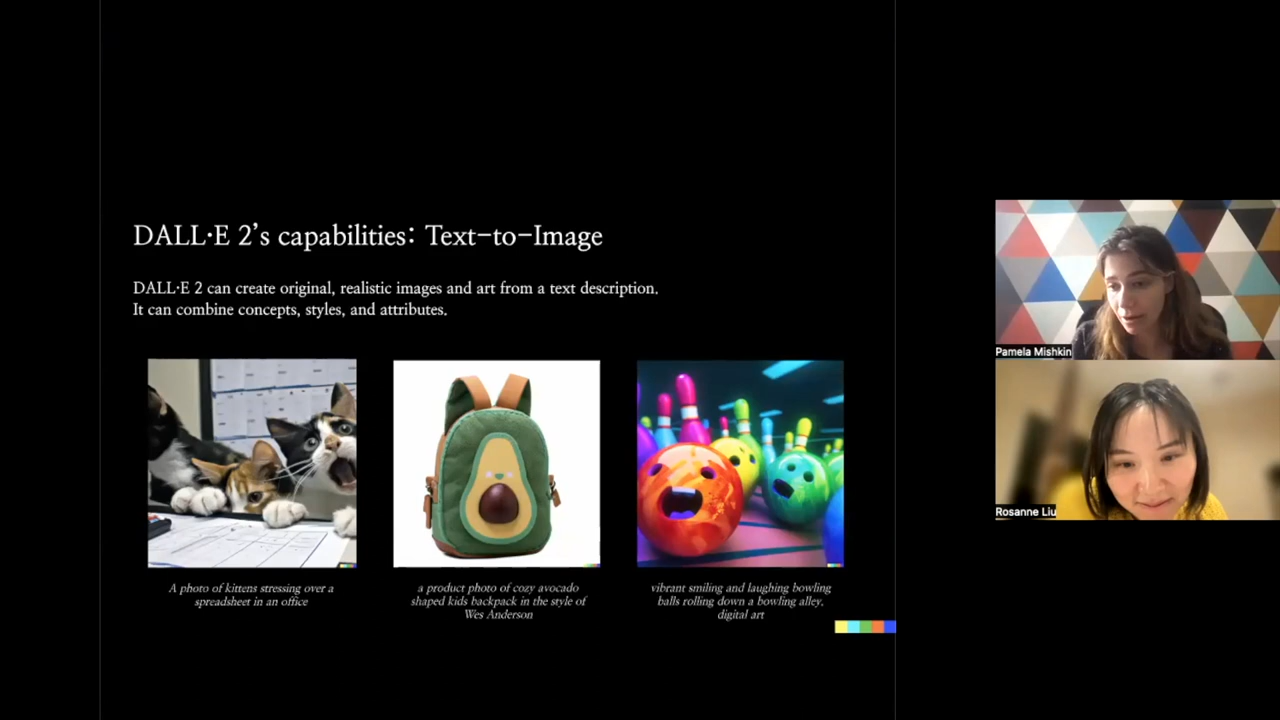 DALL·E 2’s capabilities: Text-to-Image
DALL·E 2 can create original, realistic images and art from a text description.
It can combine concepts, styles, and attributes.
A photo of kittens stressing over a
spreadsheet in an office
a product photo of cozy avocado
shaped kids backpack in the style of
Wes Anderson
vibrant smiling and laughing bowling
balls rolling down a bowling alley,
digital art
Pamela Mishkin
Rosanne Liu